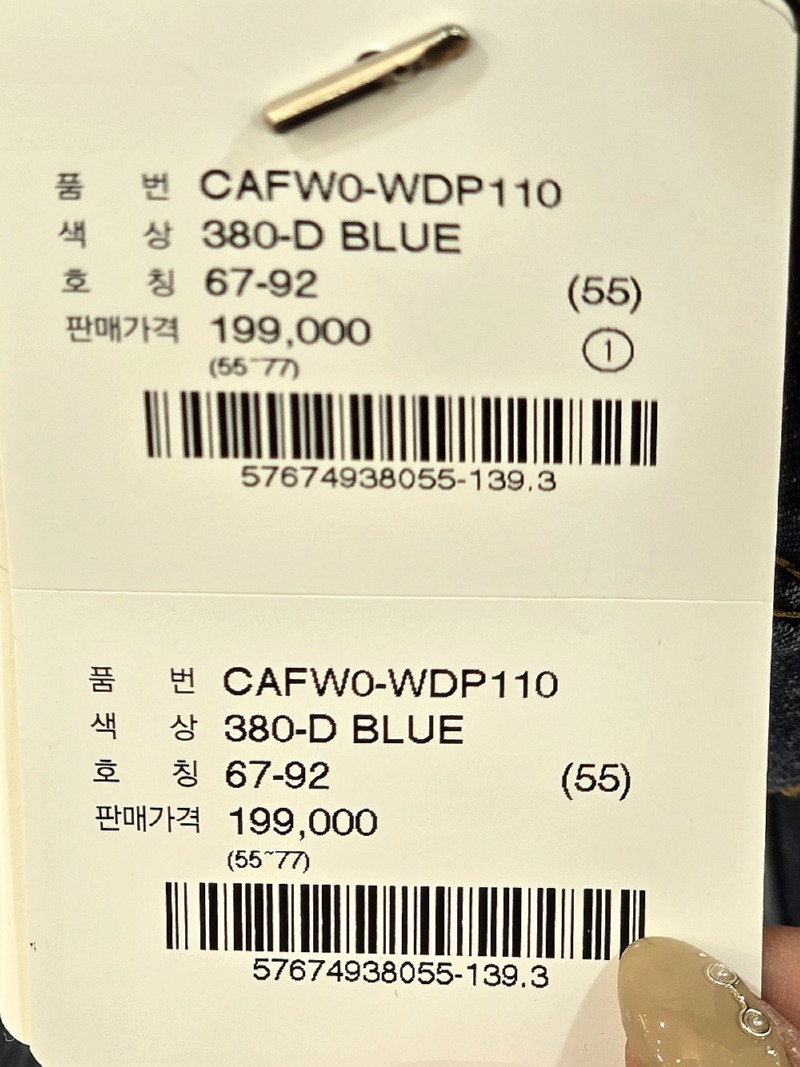 품 번 CAFW0-WDP110
색 상 380-D BLUE
호 칭 67-92 (55)
판매가격 199,000 ①
(55~77)
57674938055-139.3
품 번 CAFW0-WDP110
색 상 380-D BLUE
호 칭 67-92 (55)
판매가격 199,000
(55~77)
57674938055-139.3